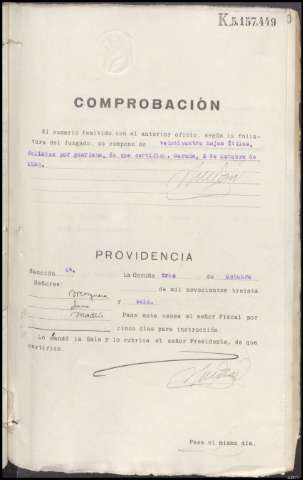 K.5.157.449
COMPROBACIÓN
El sumario remitido con el anterior oficio, según la foliatura del Juzgado, se compone de veinticuatro hojas útiles,
foliadas por guarismo, de que certifico. Coruña, 2 de Octubre de
PROVIDENCIA
Sección La Coruña tres de Octubre
Señores: de mil novecientos treinta
y seis.
Pase esta causa al señor Fiscal por
cinco días para instrucción.
Lo mandó la Sala y lo rubrica el señor Presidente, de que
certifico.
Pasa el mismo día.